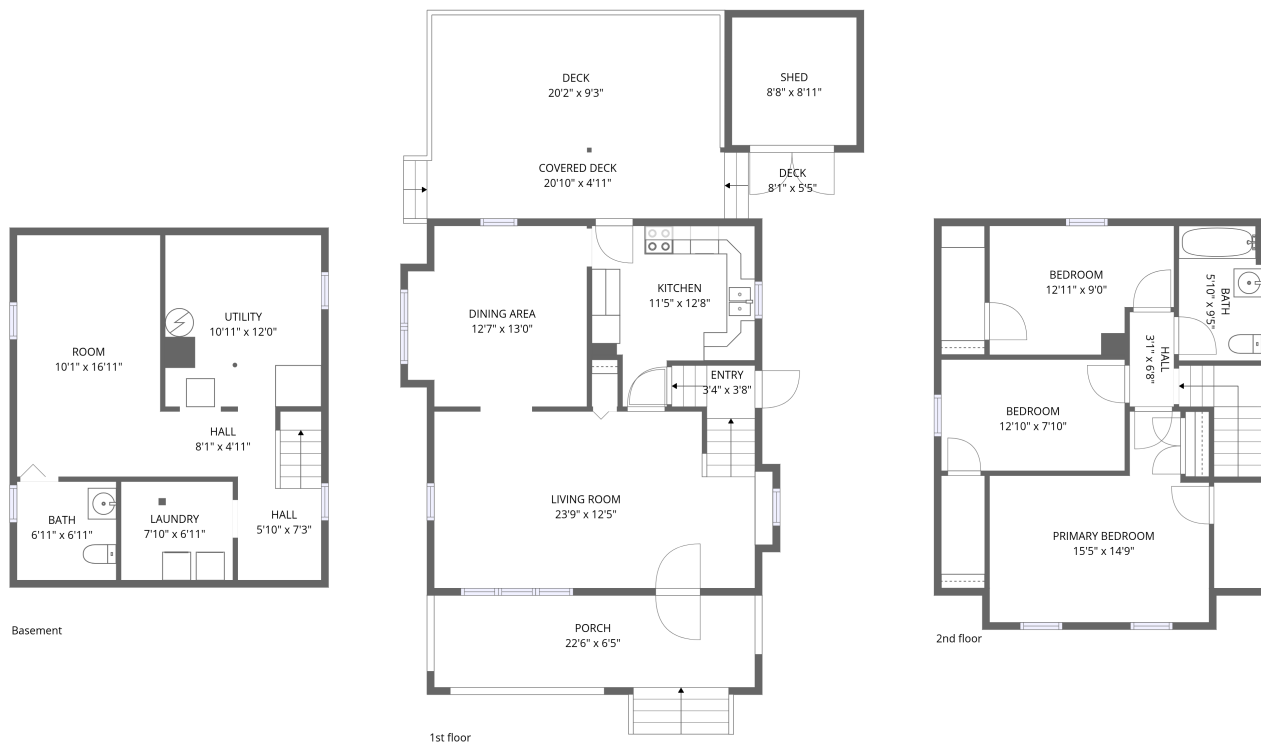 UTILITY
10'11" x 12'0"
ROOM
10'1" x 16'11"
HALL
8'1" x 4'11"
BATH
6'11" x 6'11"
LAUNDRY
7'10" x 6'11"
HALL
5'10" x 7'3"
Basement
DECK
20'2" x 9'3"
SHED
8'8" x 8'11"
COVERED DECK
20'10" x 4'11"
DECK
8'1" x 5'5"
KITCHEN
11'5" x 12'8"
DINING AREA
12'7" x 13'0"
ENTRY
3'4" x 3'8"
LIVING ROOM
23'9" x 12'5"
PORCH
22'6" x 6'5"
1st floor
BEDROOM
12'11" x 9'0"
BATH
5'10" x 9'5"
HALL
3'1" x 6'8"
BEDROOM
12'10" x 7'10"
PRIMARY BEDROOM
15'5" x 14'9"
2nd floor